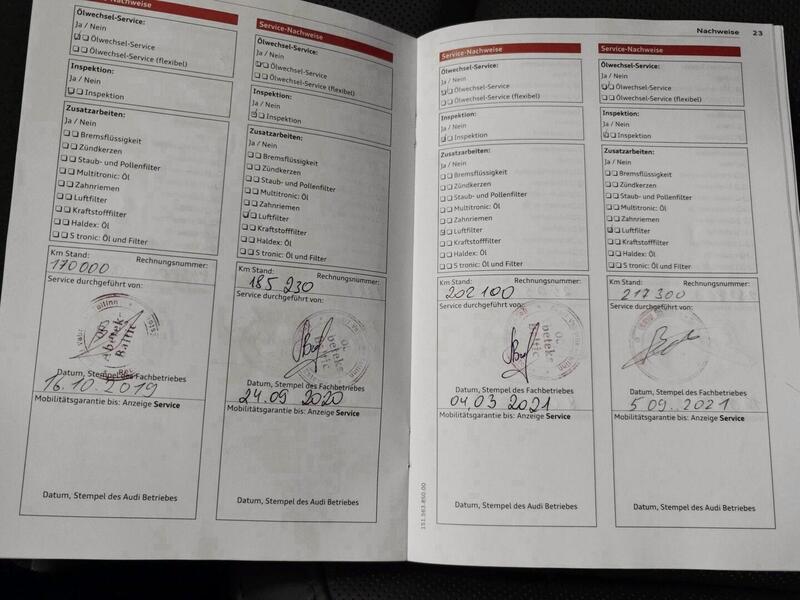 Service-Nachweise
Ölwechsel-Service:
Ja / Nein
Ölwechsel-Service
Ölwechsel-Service (flexibel)
Inspektion:
Ja / Nein
Inspektion
Zusatzarbeiten:
Ja / Nein
Bremsflüssigkeit
Zündkerzen
Staub- und Pollenfilter
Multitronic: Öl
Zahnriemen
Luftfilter
Kraftstofffilter
Haldex: Öl
S tronic: Öl und Filter
Km Stand: Rechnungsnummer:
170000
Service durchgeführt von:
Baltic
Datum, Stempel des Fachbetriebes
16.10.2019
Mobilitätsgarantie bis: Anzeige Service
Datum, Stempel des Audi Betriebes
Service-Nachweise
Ölwechsel-Service:
Ja / Nein
Ölwechsel-Service
Ölwechsel-Service (flexibel)
Inspektion:
Ja / Nein
Inspektion
Zusatzarbeiten:
Ja / Nein
Bremsflüssigkeit
Zündkerzen
Staub- und Pollenfilter
Multitronic: Öl
Zahnriemen
Luftfilter
Kraftstofffilter
Haldex: Öl
S tronic: Öl und Filter
Km Stand: Rechnungsnummer:
185 230
Service durchgeführt von:
Datum, Stempel des Fachbetriebes
24.09 2020
Mobilitätsgarantie bis: Anzeige Service
Datum, Stempel des Audi Betriebes
Nachweise 23
Service-Nachweise
Ölwechsel-Service:
Ja / Nein
Ölwechsel-Service
Ölwechsel-Service (flexibel)
Inspektion:
Ja / Nein
Inspektion
Zusatzarbeiten:
Ja / Nein
Bremsflüssigkeit
Zündkerzen
Staub- und Pollenfilter
Multitronic: Öl
Zahnriemen
Luftfilter
Kraftstofffilter
Haldex: Öl
S tronic: Öl und Filter
Km Stand: Rechnungsnummer:
202 100
Service durchgeführt von:
Datum, Stempel des Fachbetriebes
04.03 2021
Mobilitätsgarantie bis: Anzeige Service
Datum, Stempel des Audi Betriebes
151.563.850.00
Service-Nachweise
Ölwechsel-Service:
Ja / Nein
Ölwechsel-Service
Ölwechsel-Service (flexibel)
Inspektion:
Ja / Nein
Inspektion
Zusatzarbeiten:
Ja / Nein
Bremsflüssigkeit
Zündkerzen
Staub- und Pollenfilter
Multitronic: Öl
Zahnriemen
Luftfilter
Kraftstofffilter
Haldex: Öl
S tronic: Öl und Filter
Km Stand: Rechnungsnummer:
217 300
Service durchgeführt von:
Datum, Stempel des Fachbetriebes
5 09. 2021
Mobilitätsgarantie bis: Anzeige Service
Datum, Stempel des Audi Betriebes